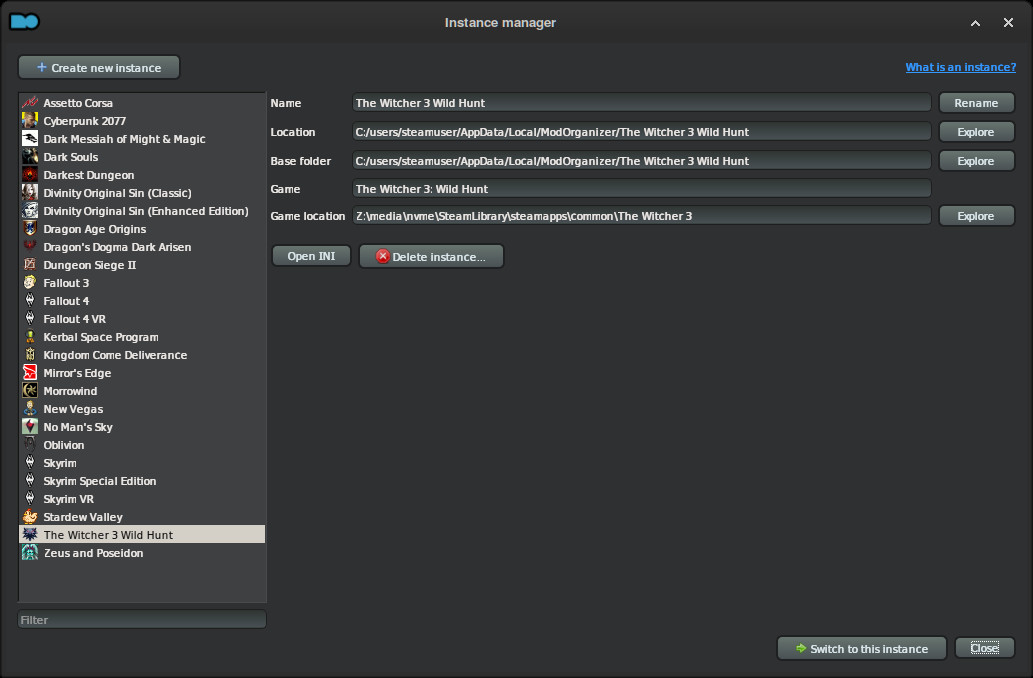 Instance manager
Create new instance
What is an instance?
Assetto Corsa
Cyberpunk 2077
Dark Messiah of Might & Magic
Dark Souls
Darkest Dungeon
Divinity Original Sin (Classic)
Divinity Original Sin (Enhanced Edition)
Dragon Age Origins
Dragon's Dogma Dark Arisen
Dungeon Siege II
Fallout 3
Fallout 4
Fallout 4 VR
Kerbal Space Program
Kingdom Come Deliverance
Mirror's Edge
Morrowind
New Vegas
No Man's Sky
Oblivion
Skyrim
Skyrim Special Edition
Skyrim VR
Stardew Valley
The Witcher 3 Wild Hunt
Zeus and Poseidon
Filter
Name The Witcher 3 Wild Hunt Rename
Location C:/users/steamuser/AppData/Local/ModOrganizer/The Witcher 3 Wild Hunt Explore
Base folder C:/users/steamuser/AppData/Local/ModOrganizer/The Witcher 3 Wild Hunt Explore
Game The Witcher 3: Wild Hunt
Game location Z:\media\nvme\SteamLibrary\steamapps\common\The Witcher 3 Explore
Open INI Delete instance...
Switch to this instance Close